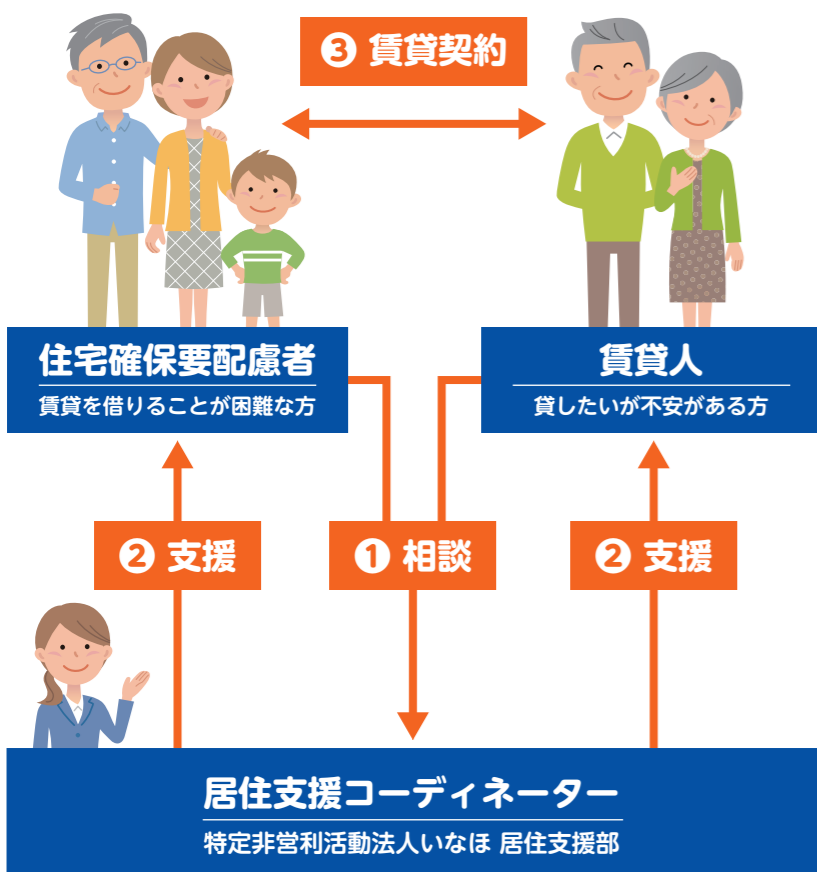 ❸ 賃貸契約
住宅確保要配慮者
賃貸を借りることが困難な方
賃貸人
貸したいが不安がある方
❷ 支援
❶ 相談
❷ 支援
居住支援コーディネーター
特定非営利活動法人いなほ 居住支援部